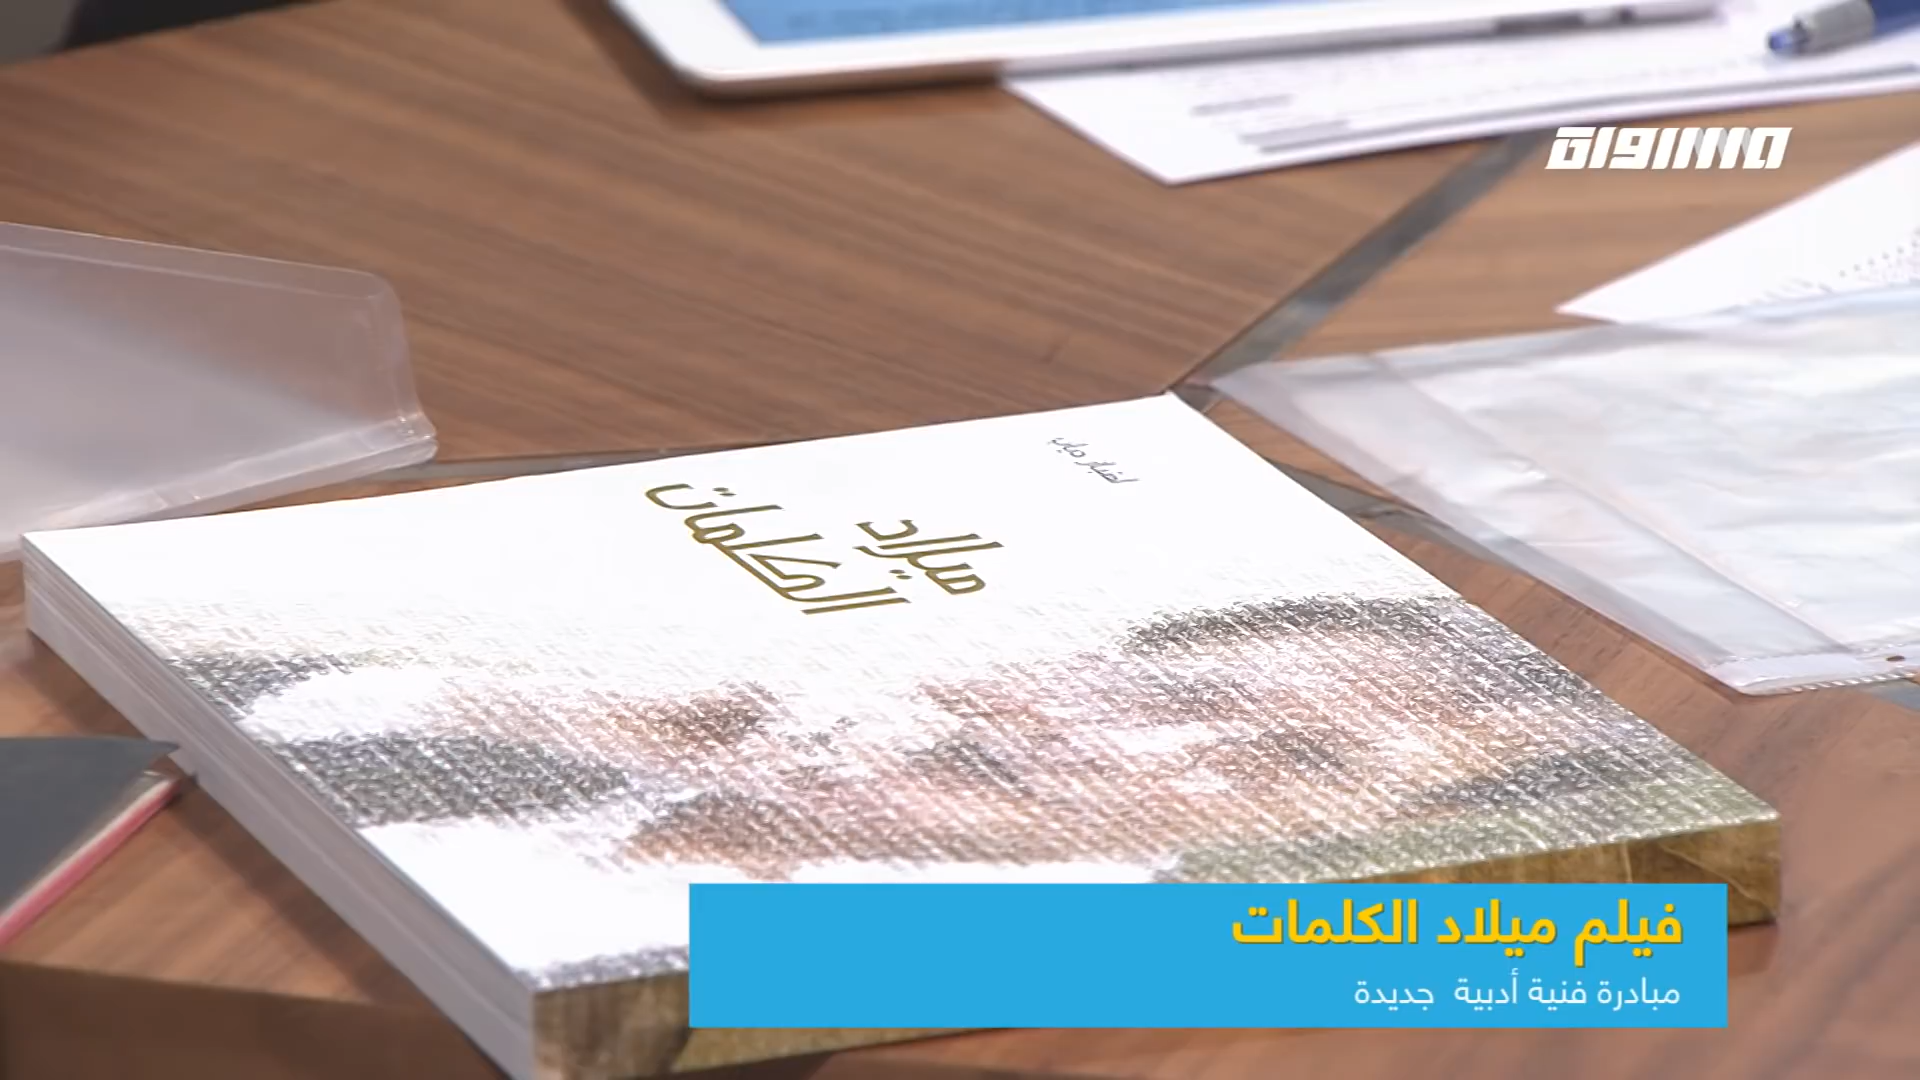 مساواة
ميلاد
الكلمات
فيلم ميلاد الكلمات
مبادرة فنية أدبية جديدة